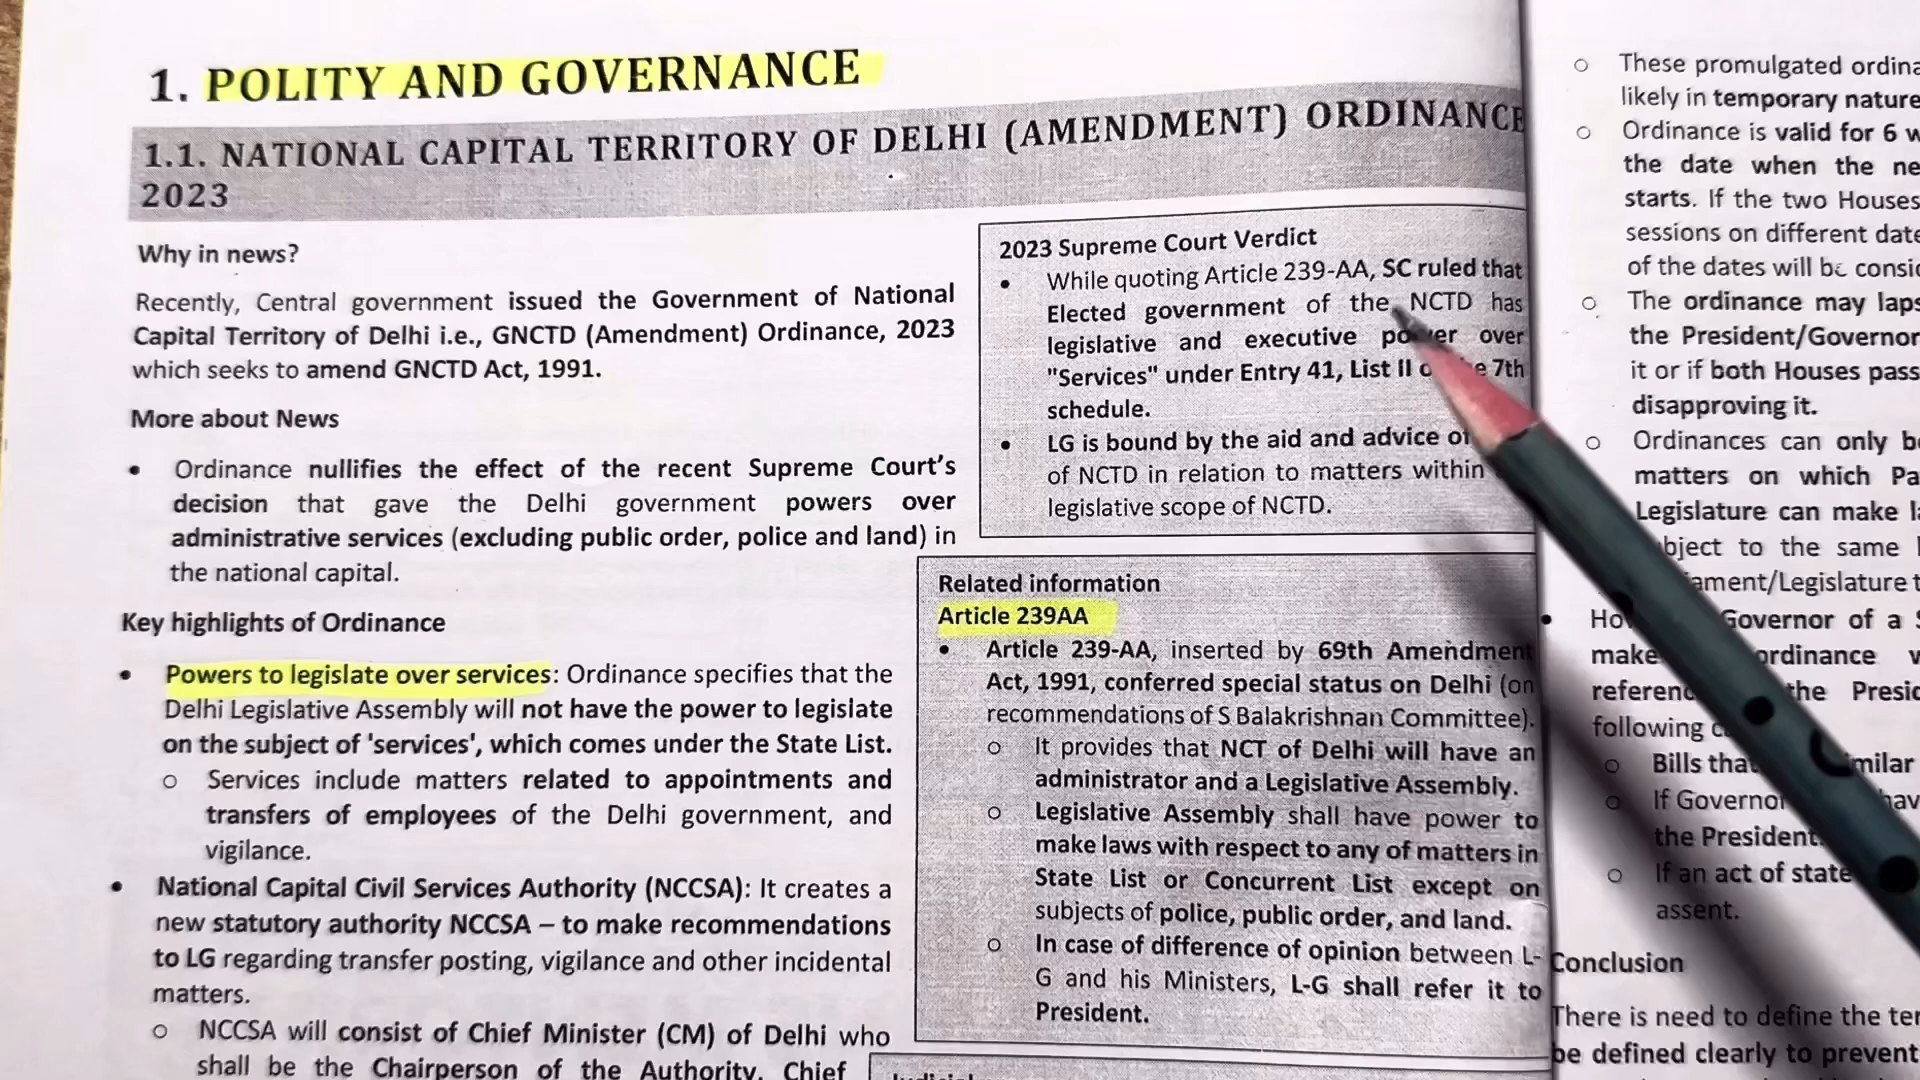 1. POLITY AND GOVERNANCE
1.1. NATIONAL CAPITAL TERRITORY OF DELHI (AMENDMENT) ORDINANCE
2023
Why in news?
Recently, Central government issued the Government of National
Capital Territory of Delhi i.e., GNCTD (Amendment) Ordinance, 2023
which seeks to amend GNCTD Act, 1991.
More about News
• Ordinance nullifies the effect of the recent Supreme Court's
decision that gave the Delhi government powers over
administrative services (excluding public order, police and land) in
the national capital.
Key highlights of Ordinance
• Powers to legislate over services: Ordinance specifies that the
Delhi Legislative Assembly will not have the power to legislate
on the subject of 'services', which comes under the State List.
o Services include matters related to appointments and
transfers of employees of the Delhi government, and
vigilance.
• National Capital Civil Services Authority (NCCSA): It creates a
new statutory authority NCCSA – to make recommendations
to LG regarding transfer posting, vigilance and other incidental
matters.
o NCCSA will consist of Chief Minister (CM) of Delhi who
shall be the Chairperson of the Authority, Chief
2023 Supreme Court Verdict
• While quoting Article 239-AA, SC ruled that
Elected government of the NCTD has
legislative and executive power over
"Services" under Entry 41, List II 7th
schedule.
• LG is bound by the aid and advice of
of NCTD in relation to matters within
legislative scope of NCTD.
Related information
Article 239AA
• Article 239-AA, inserted by 69th Amendment
Act, 1991, conferred special status on Delhi (on
recommendations of S Balakrishnan Committee).
o It provides that NCT of Delhi will have an
administrator and a Legislative Assembly.
o Legislative Assembly shall have power to
make laws with respect to any of matters in
State List or Concurrent List except on
subjects of police, public order, and land.
o In case of difference of opinion between L-
G and his Ministers, L-G shall refer it to
President.
o These promulgated
likely in temporary nature
o Ordinance is valid for 6
the date when the
starts. If the two Houses
sessions on different
of the dates will be
o The ordinance may
the President/Governor
it or if both Houses pass
disapproving it.
o Ordinances can only
matters on which
Legislature can make
to the same
• Governor of a
make
the
following
o Bills
o If
the President.
o If an act of state
assent.
Conclusion
There is need to define the
be defined clearly to prevent